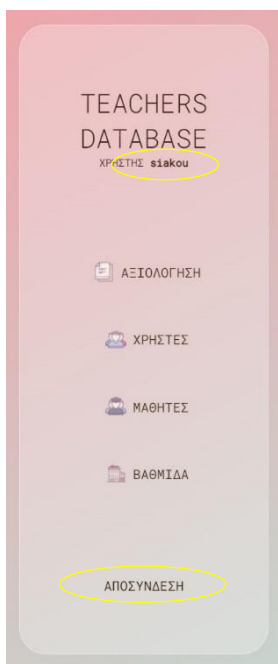 TEACHERS
DATABASE
ΧΡΗΣΤΗΣ siakou
ΑΞΙΟΛΟΓΗΣΗ
ΧΡΗΣΤΕΣ
ΜΑΘΗΤΕΣ
ΒΑΘΜΙΔΑ
ΑΠΟΣΥΝΔΕΣΗ